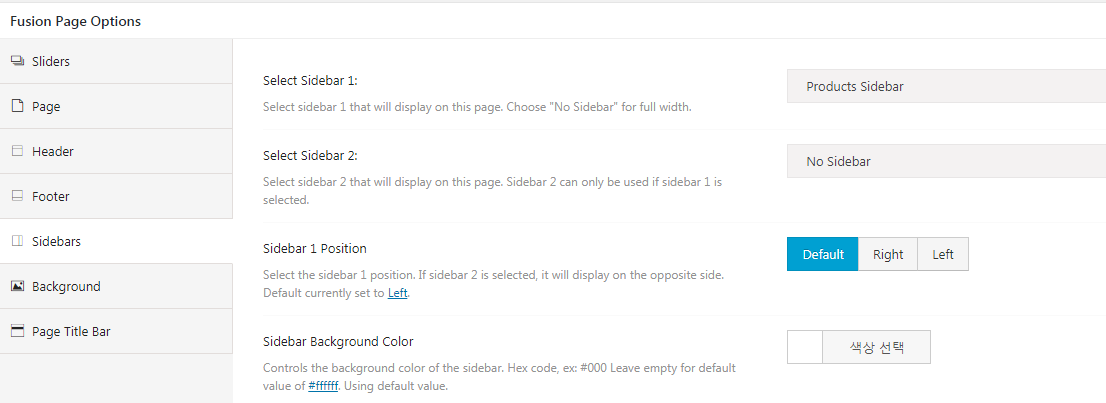 Fusion Page Options
Sliders
Page
Header
Footer
Sidebars
Background
Page Title Bar
Select Sidebar 1:
Select sidebar 1 that will display on this page. Choose "No Sidebar" for full width.
Products Sidebar
Select Sidebar 2:
Select sidebar 2 that will display on this page. Sidebar 2 can only be used if sidebar 1 is
selected.
No Sidebar
Sidebar 1 Position
Select the sidebar 1 position. If sidebar 2 is selected, it will display on the opposite side.
Default currently set to Left.
Default Right Left
Sidebar Background Color
Controls the background color of the sidebar. Hex code, ex: #000 Leave empty for default
value of #ffffff. Using default value.
색상 선택